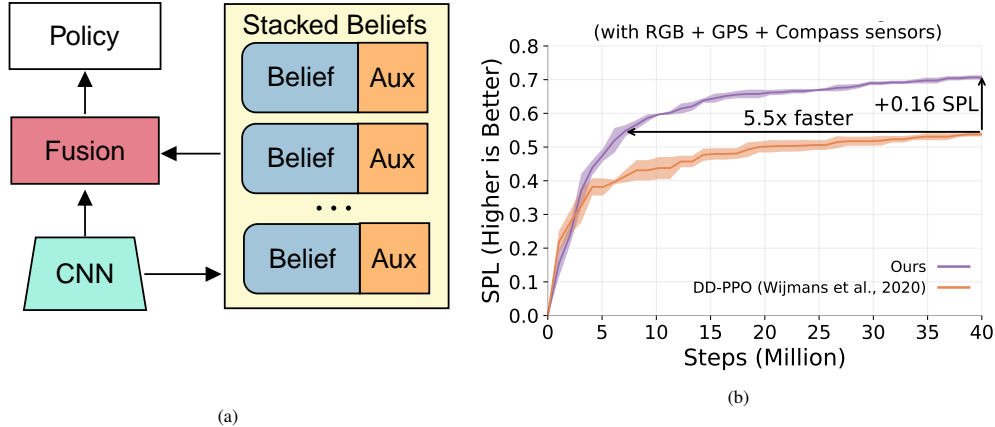 Policy
Fusion
CNN
Stacked Beliefs
Belief Aux
Belief Aux
...
Belief Aux
(a)
(with RGB + GPS + Compass sensors)
SPL (Higher is Better)
0.8
0.7
0.6
0.5
0.4
0.3
0.2
0.1
0.0
+0.16 SPL
5.5x faster
Ours
DD-PPO (Wijmans et al., 2020)
0 5 10 15 20 25 30 35 40
Steps (Million)
(b)